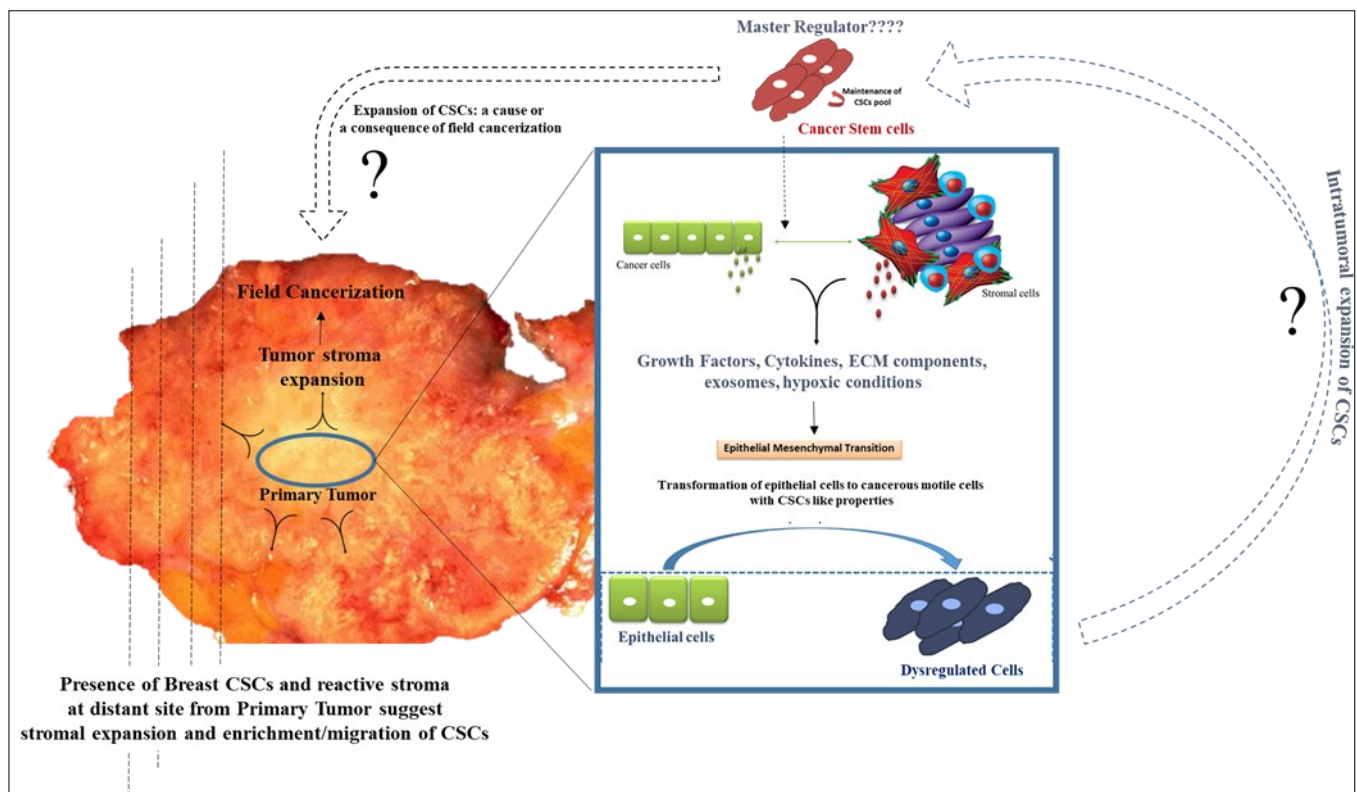 Master Regulator????
Maintenance of
CSCs pool
Cancer Stem cells
Expansion of CSCs: a cause or
a consequence of field cancerization
?
Field Cancerization
Tumor stroma
expansion
Primary Tumor
Presence of Breast CSCs and reactive stroma
at distant site from Primary Tumor suggest
stromal expansion and enrichment/migration of CSCs
Cancer cells
Stromal cells
Growth Factors, Cytokines, ECM components,
exosomes, hypoxic conditions
Epithelial Mesenchymal Transition
Transformation of epithelial cells to cancerous motile cells
with CSCs like properties
Epithelial cells
Dysregulated Cells
?
Intratumoral expansion of CSCs